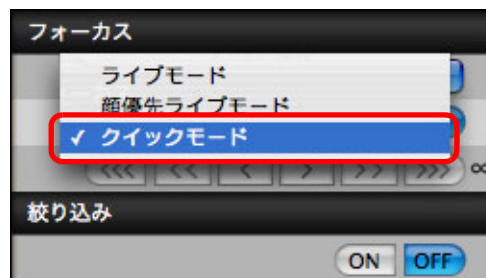 フォーカス
ライブモード
顔優先ライブモード
✓ クイックモード
<<< << < > >> >>> ∞
絞り込み
ON OFF